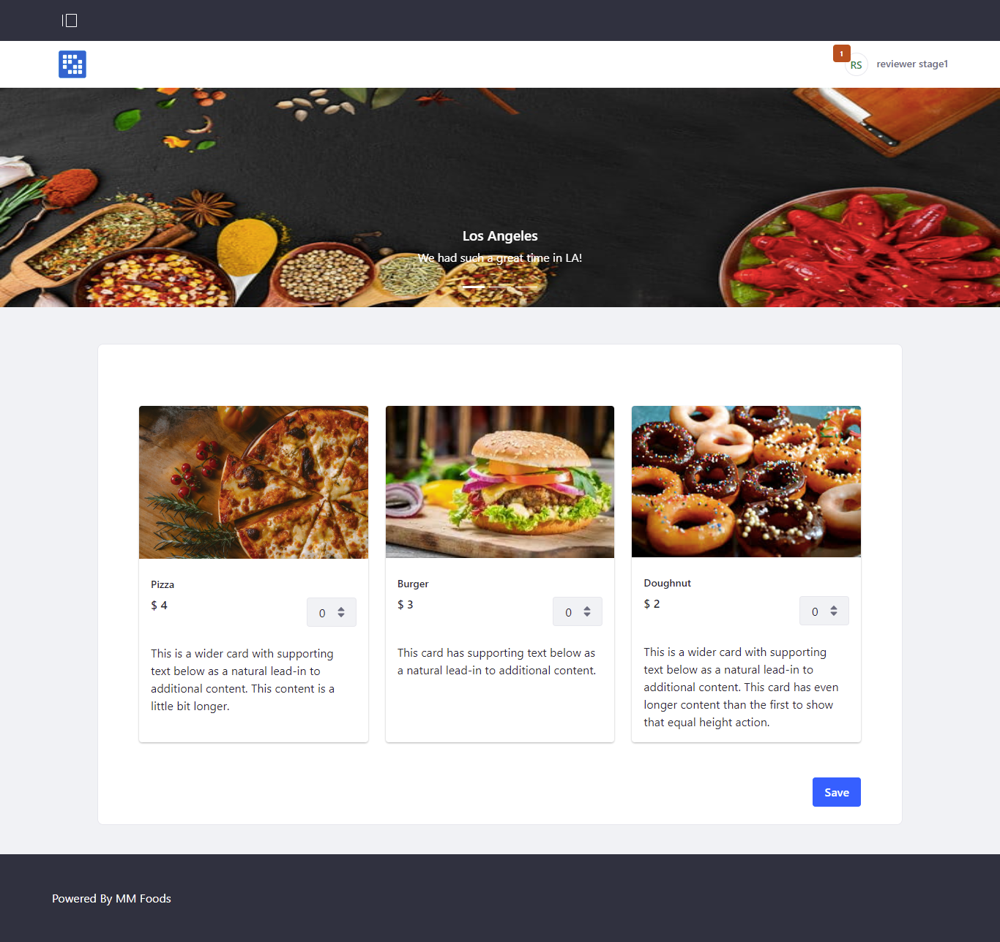 1
RS
reviewer stage1
Los Angeles
We had such a great time in LA!
Pizza
$ 4
0
This is a wider card with supporting
text below as a natural lead-in to
additional content. This content is a
little bit longer.
Burger
$ 3
0
This card has supporting text below as
a natural lead-in to additional content.
Doughnut
$ 2
0
This is a wider card with supporting
text below as a natural lead-in to
additional content. This card has even
longer content than the first to show
that equal height action.
Save
Powered By MM Foods